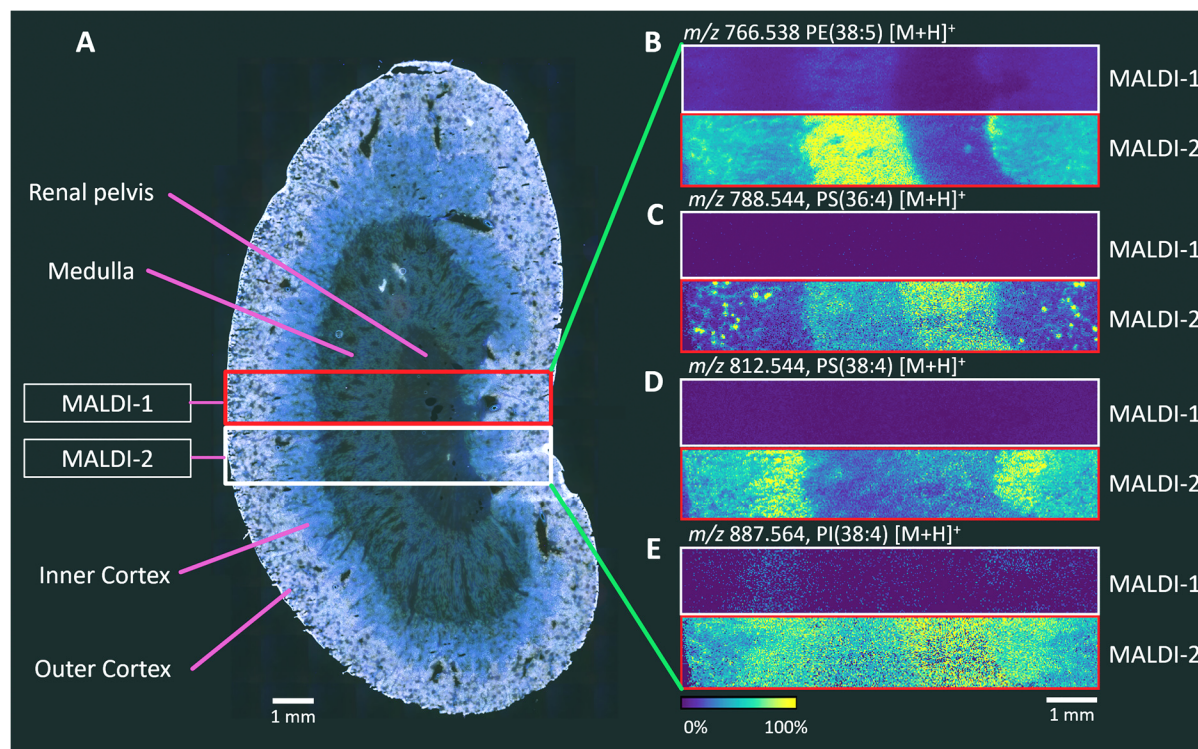 A
Renal pelvis
Medulla
MALDI-1
MALDI-2
Inner Cortex
Outer Cortex
1 mm
B
m/z 766.538 PE(38:5) [M+H]⁺
MALDI-1
MALDI-2
C
m/z 788.544, PS(36:4) [M+H]⁺
MALDI-1
MALDI-2
D
m/z 812.544, PS(38:4) [M+H]⁺
MALDI-1
MALDI-2
E
m/z 887.564, PI(38:4) [M+H]⁺
MALDI-1
MALDI-2
0%
100%
1 mm